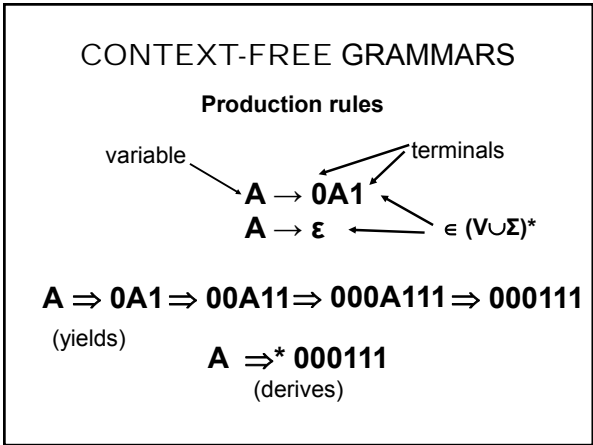 CONTEXT-FREE GRAMMARS
Production rules
variable
terminals
A → 0A1
A → ε
∈ (V∪Σ)*
A ⇒ 0A1 ⇒ 00A11 ⇒ 000A111 ⇒ 000111
(yields)
A ⇒* 000111
(derives)